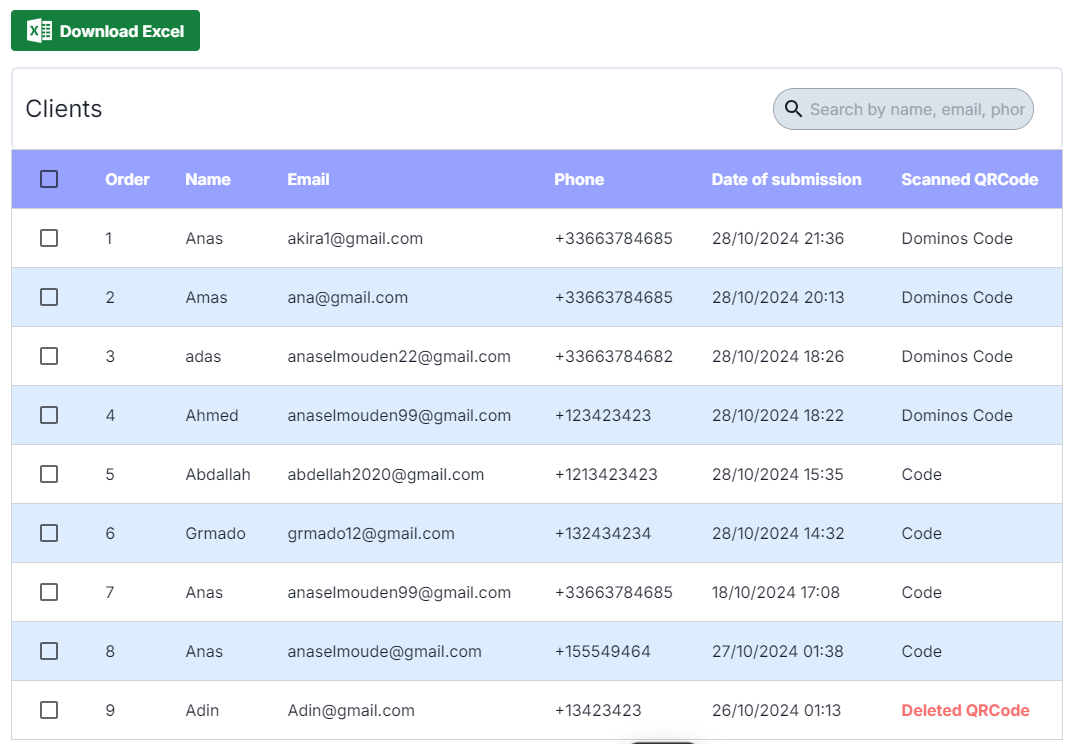 Download Excel
Clients
Search by name, email, phor
Order Name Email Phone Date of submission Scanned QRCode
1 Anas akira1@gmail.com +33663784685 28/10/2024 21:36 Dominos Code
2 Amas ana@gmail.com +33663784685 28/10/2024 20:13 Dominos Code
3 adas anaselmouden22@gmail.com +33663784682 28/10/2024 18:26 Dominos Code
4 Ahmed anaselmouden99@gmail.com +123423423 28/10/2024 18:22 Dominos Code
5 Abdallah abdellah2020@gmail.com +1213423423 28/10/2024 15:35 Code
6 Grmado grmado12@gmail.com +132434234 28/10/2024 14:32 Code
7 Anas anaselmouden99@gmail.com +33663784685 18/10/2024 17:08 Code
8 Anas anaselmoude@gmail.com +155549464 27/10/2024 01:38 Code
9 Adin Adin@gmail.com +13423423 26/10/2024 01:13 Deleted QRCode